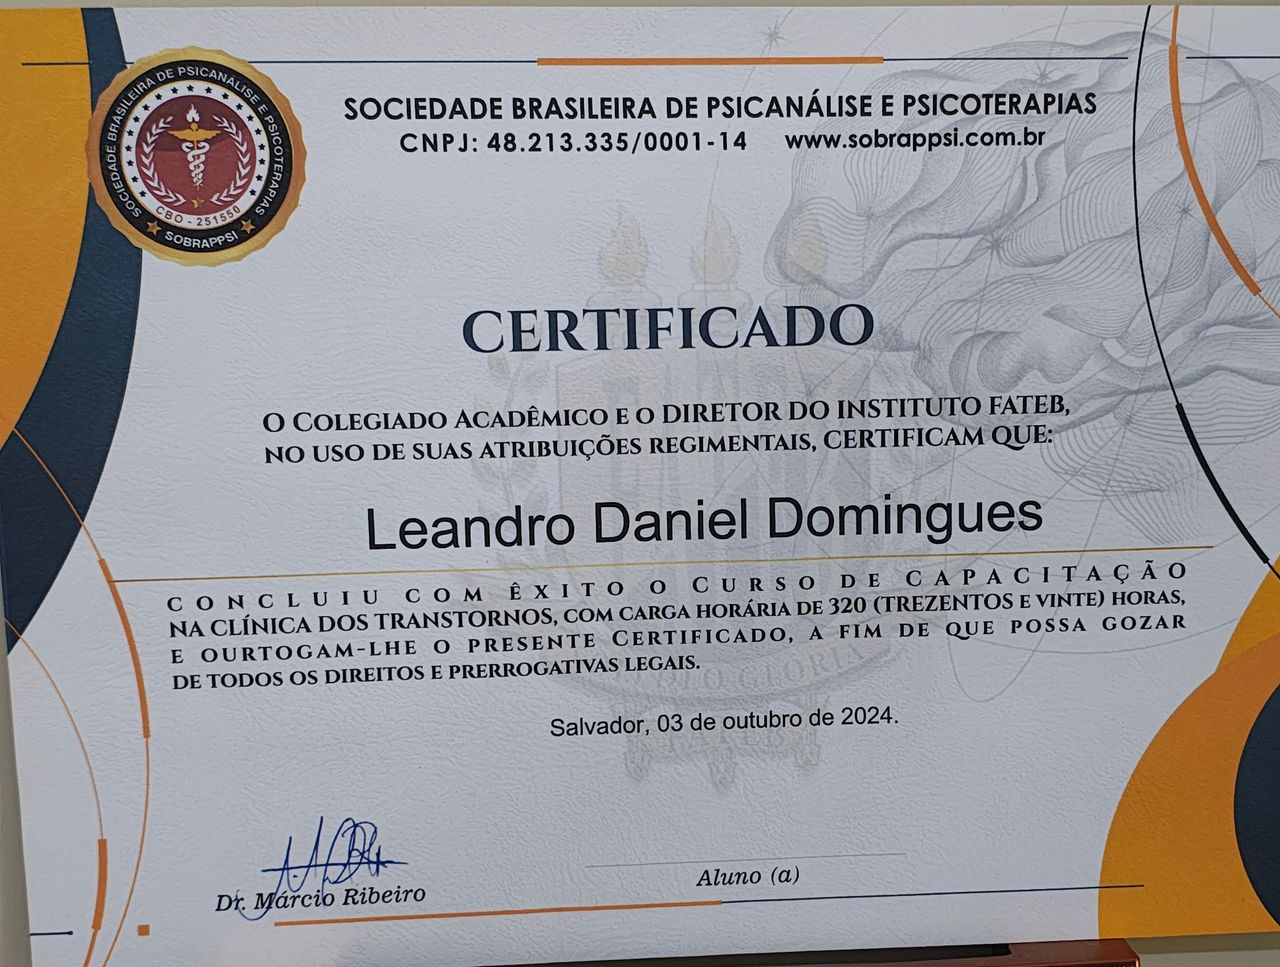 SOCIEDADE BRASILEIRA DE PSICANÁLISE E PSICOTERAPIAS
CBO - 251550
SOBRAPPSI
SOCIEDADE BRASILEIRA DE PSICANÁLISE E PSICOTERAPIAS
CNPJ: 48.213.335/0001-14 www.sobrappsi.com.br
CERTIFICADO
O COLEGIADO ACADÊMICO E O DIRETOR DO INSTITUTO FATEB,
NO USO DE SUAS ATRIBUIÇÕES REGIMENTAIS, CERTIFICAM QUE:
Leandro Daniel Domingues
CONCLUIU COM ÊXITO O CURSO DE CAPACITAÇÃO
NA CLÍNICA DOS TRANSTORNOS, COM CARGA HORÁRIA DE 320 (TREZENTOS E VINTE) HORAS,
E OURTOGAM-LHE O PRESENTE CERTIFICADO, A FIM DE QUE POSSA GOZAR
DE TODOS OS DIREITOS E PRERROGATIVAS LEGAIS.
Salvador, 03 de outubro de 2024.
Dr. Márcio Ribeiro
Aluno (a)